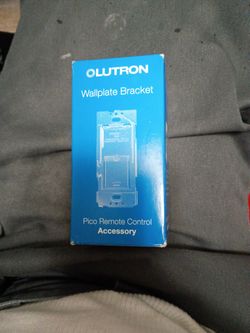 LUTRON
Wallplate Bracket
Pico Remote Control
Accessory